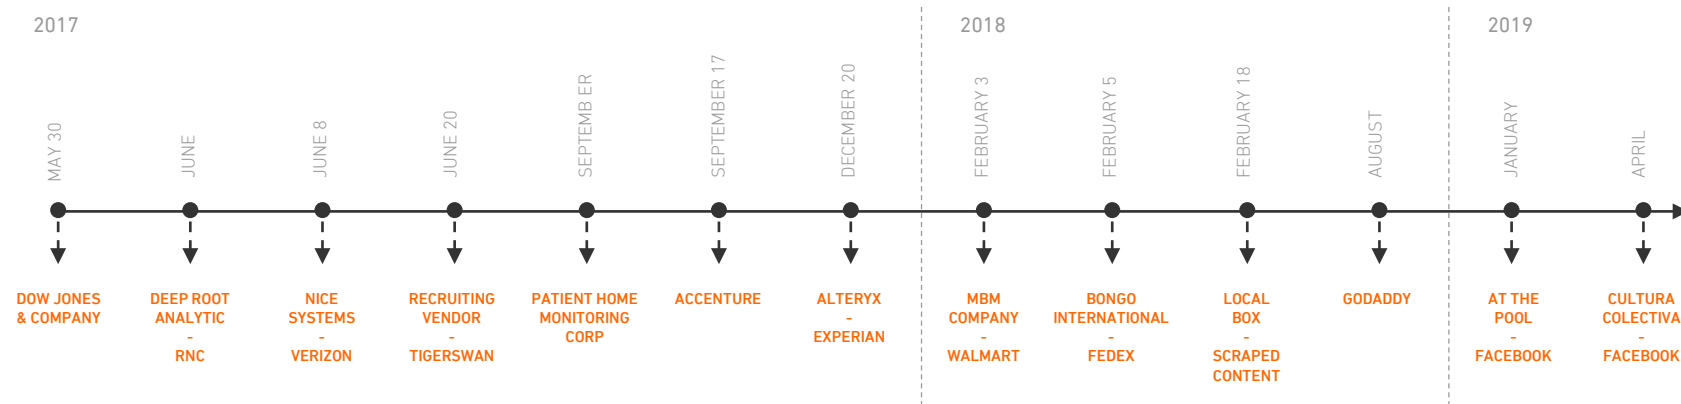 2017
2018
2019
MAY 30
JUNE
JUNE 8
JUNE 20
SEPTEMB ER
SEPTEMBER 17
DECEMBER 20
FEBRUARY 3
FEBRUARY 5
FEBRUARY 18
AUGUST
JANUARY
APRIL
DOW JONES
& COMPANY
DEEP ROOT
ANALYTIC
-
RNC
NICE
SYSTEMS
-
VERIZON
RECRUITING
VENDOR
-
TIGERSWAN
PATIENT HOME
MONITORING
CORP
ACCENTURE
ALTERYX
-
EXPERIAN
MBM
COMPANY
-
WALMART
BONGO
INTERNATIONAL
-
FEDEX
LOCAL
BOX
-
SCRAPED
CONTENT
GODADDY
AT THE
POOL
-
FACEBOOK
CULTURA
COLECTIVA
-
FACEBOOK